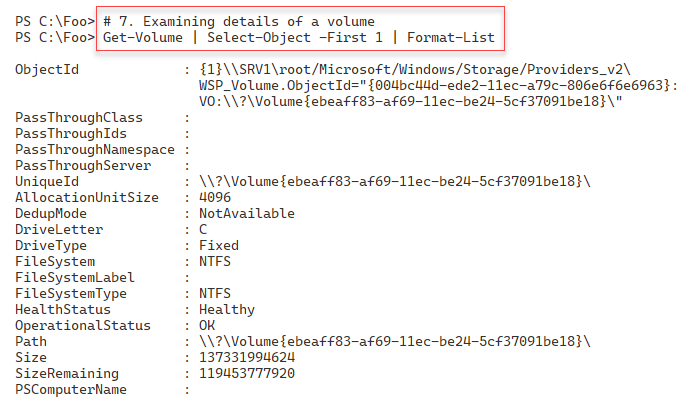 PS C:\Foo> # 7. Examining details of a volume
PS C:\Foo> Get-Volume | Select-Object -First 1 | Format-List
ObjectId             : {1}\\SRV1\root/Microsoft/Windows/Storage/Providers_v2\
                       WSP_Volume.ObjectId="{004bc44d-ede2-11ec-a79c-806e6f6e6963}:
                       VO:\\?\Volume{ebeaff83-af69-11ec-be24-5cf37091be18}\"
PassThroughClass     :
PassThroughIds       :
PassThroughNamespace :
PassThroughServer    :
UniqueId             : \\?\Volume{ebeaff83-af69-11ec-be24-5cf37091be18}\
AllocationUnitSize   : 4096
DedupMode            : NotAvailable
DriveLetter          : C
DriveType            : Fixed
FileSystem           : NTFS
FileSystemLabel      :
FileSystemType       : NTFS
HealthStatus         : Healthy
OperationalStatus    : OK
Path                 : \\?\Volume{ebeaff83-af69-11ec-be24-5cf37091be18}\
Size                 : 137331994624
SizeRemaining        : 119453777920
PSComputerName       :